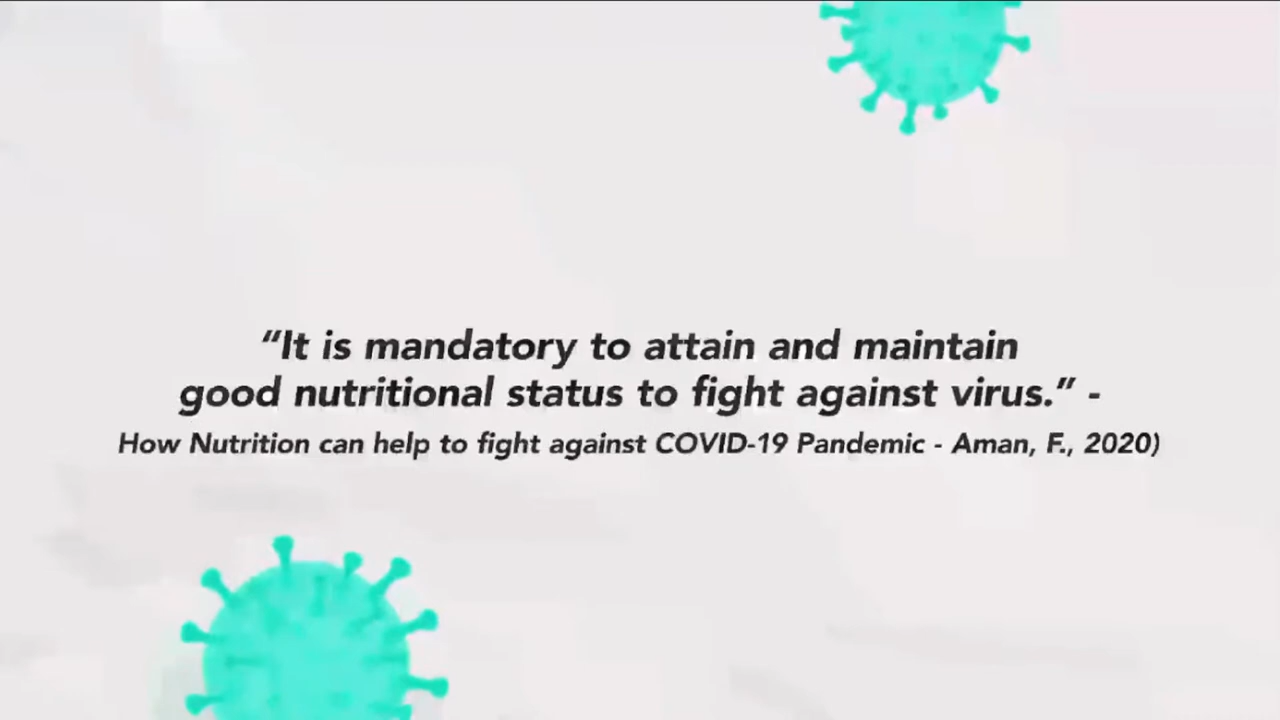 “It is mandatory to attain and maintain
good nutritional status to fight against virus.” -
How Nutrition can help to fight against COVID-19 Pandemic - Aman, F., 2020)